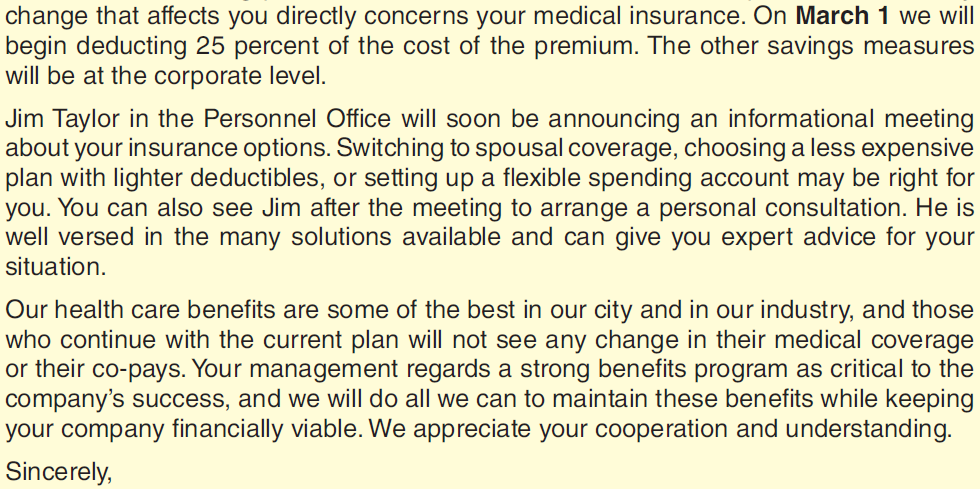 change that affects you directly concerns your medical insurance. On March 1 we will
begin deducting 25 percent of the cost of the premium. The other savings measures
will be at the corporate level.
Jim Taylor in the Personnel Office will soon be announcing an informational meeting
about your insurance options. Switching to spousal coverage, choosing a less expensive
plan with lighter deductibles, or setting up a flexible spending account may be right for
you. You can also see Jim after the meeting to arrange a personal consultation. He is
well versed in the many solutions available and can give you expert advice for your
situation.
Our health care benefits are some of the best in our city and in our industry, and those
who continue with the current plan will not see any change in their medical coverage
or their co-pays. Your management regards a strong benefits program as critical to the
company’s success, and we will do all we can to maintain these benefits while keeping
your company financially viable. We appreciate your cooperation and understanding.
Sincerely,